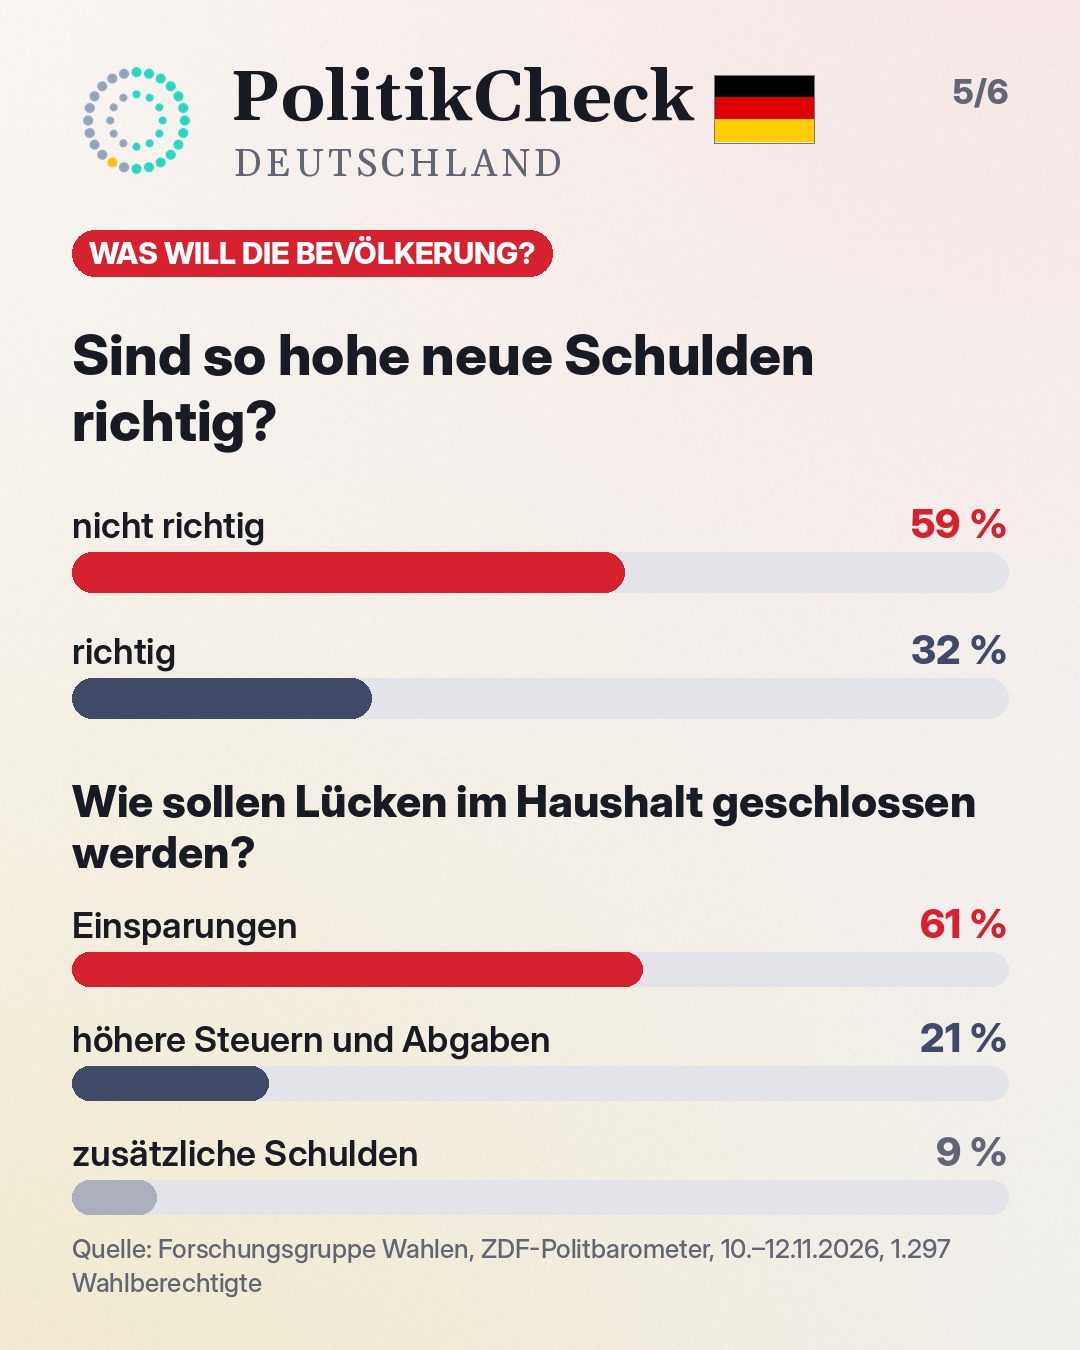 PolitikCheck
5/6
DEUTSCHLAND
WAS WILL DIE BEVÖLKERUNG?
Sind so hohe neue Schulden
richtig?
nicht richtig 59 %
richtig 32 %
Wie sollen Lücken im Haushalt geschlossen
werden?
Einsparungen 61 %
höhere Steuern und Abgaben 21 %
zusätzliche Schulden 9 %
Quelle: Forschungsgruppe Wahlen, ZDF-Politbarometer, 10.–12.11.2026, 1.297
Wahlberechtigte